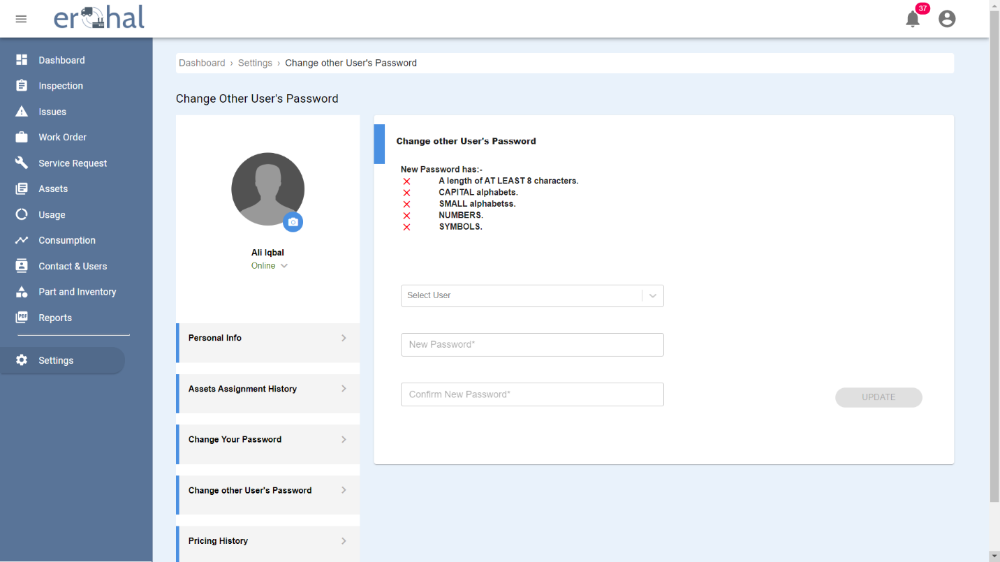 erohal
37
Dashboard
Inspection
Issues
Work Order
Service Request
Assets
Usage
Consumption
Contact & Users
Part and Inventory
PDF
Reports
Settings
Dashboard › Settings › Change other User's Password
Change Other User's Password
Ali Iqbal
Online
Personal Info
Assets Assignment History
Change Your Password
Change other User's Password
Pricing History
Change other User's Password
New Password has:-
A length of AT LEAST 8 characters.
CAPITAL alphabets.
SMALL alphabetss.
NUMBERS.
SYMBOLS.
Select User
New Password*
Confirm New Password*
UPDATE